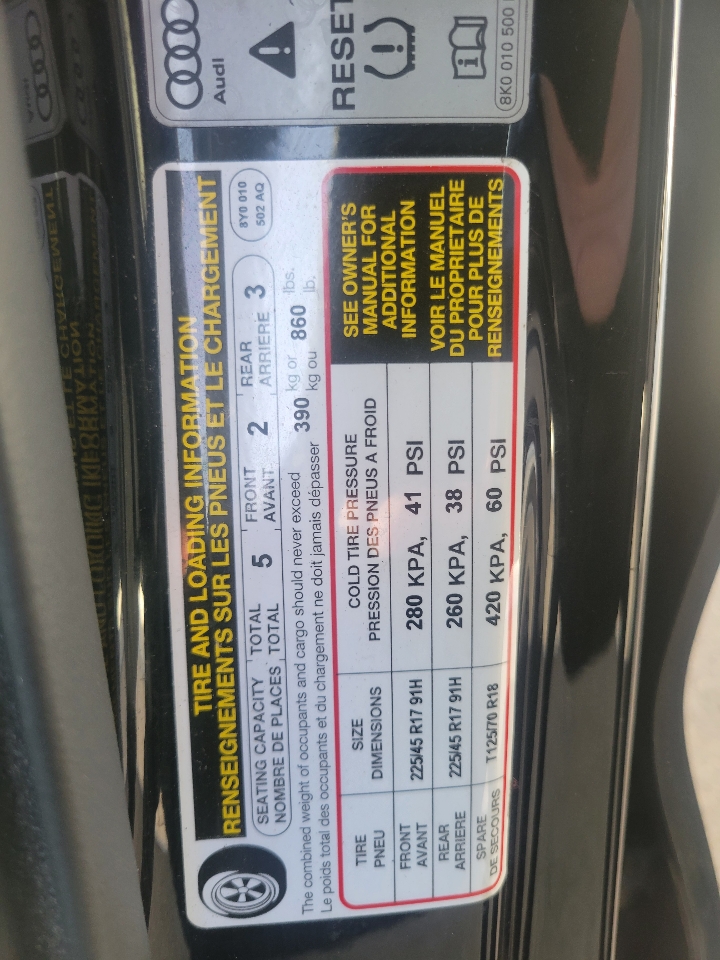 Audi
RESET
8K0 010 500
TIRE AND LOADING INFORMATION
RENSEIGNEMENTS SUR LES PNEUS ET LE CHARGEMENT
SEATING CAPACITY TOTAL 5 FRONT 2 REAR 3
NOMBRE DE PLACES TOTAL AVANT ARRIERE
8Y0 010
502 AQ
The combined weight of occupants and cargo should never exceed 390 kg or 860 lbs.
Le poids total des occupants et du chargement ne doit jamais dépasser kg ou lb.
TIRE SIZE COLD TIRE PRESSURE
PNEU DIMENSIONS PRESSION DES PNEUS A FROID
FRONT
AVANT 225/45 R17 91H 280 KPA, 41 PSI
REAR
ARRIERE 225/45 R17 91H 260 KPA, 38 PSI
SPARE
DE SECOURS T125/70 R18 420 KPA, 60 PSI
SEE OWNER'S
MANUAL FOR
ADDITIONAL
INFORMATION
VOIR LE MANUEL
DU PROPRIETAIRE
POUR PLUS DE
RENSEIGNEMENTS